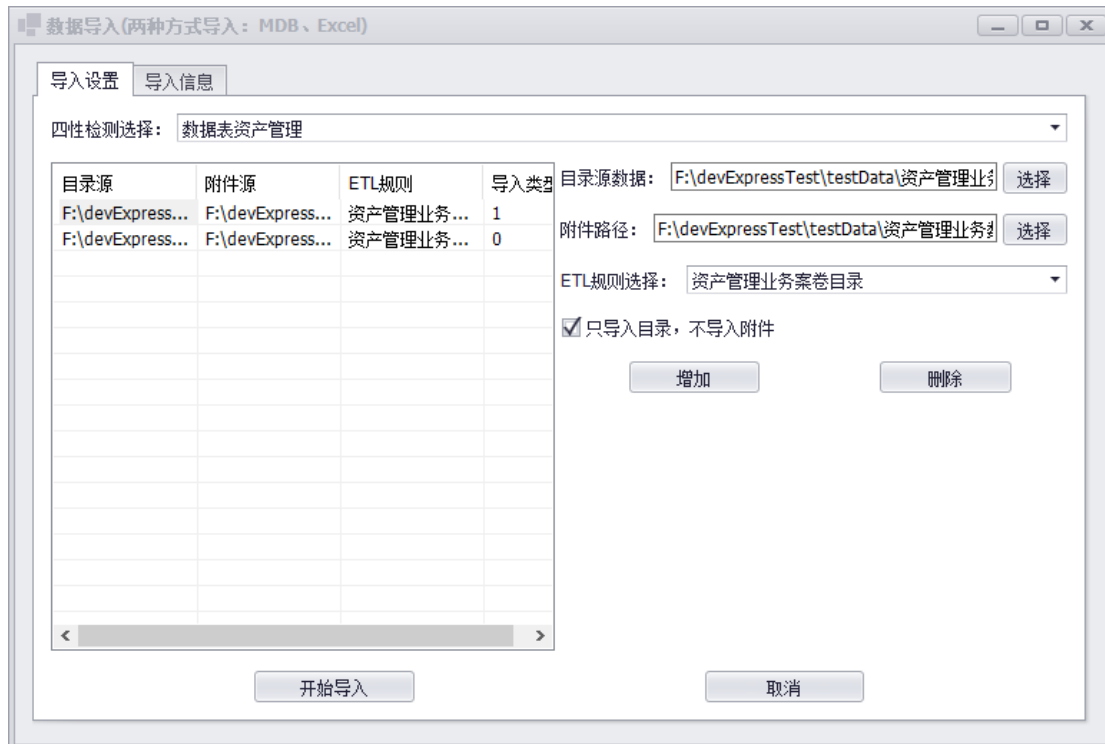 数据导入(两种方式导入：MDB、Excel)
导入设置 导入信息
四性检测选择： 数据表资产管理
目录源 附件源 ETL规则 导入类型
F:\devExpress... F:\devExpress... 资产管理业务... 1
F:\devExpress... F:\devExpress... 资产管理业务... 0
目录源数据： F:\devExpressTest\testData\资产管理业务 选择
附件路径： F:\devExpressTest\testData\资产管理业务数 选择
ETL规则选择： 资产管理业务案卷目录
只导入目录，不导入附件
增加 删除
开始导入 取消